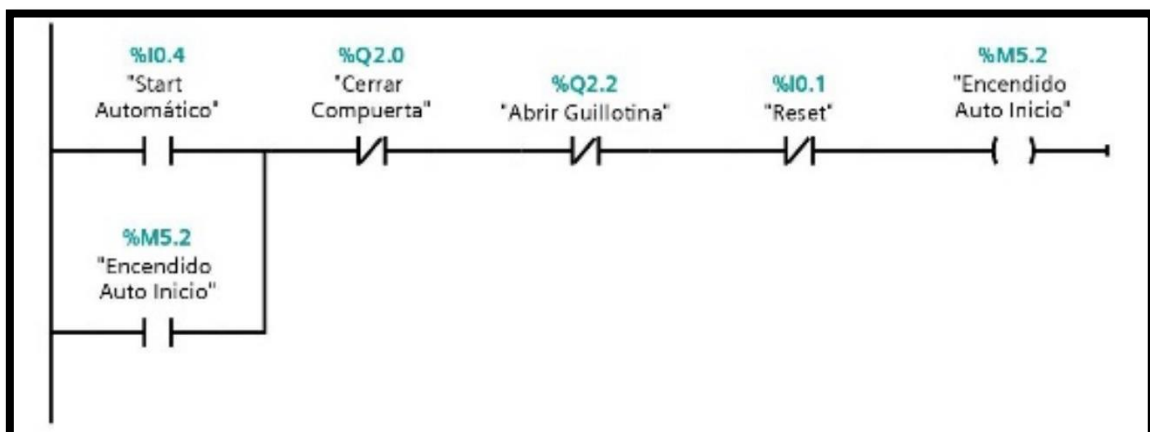 %I0.4
"Start
Automático"
%Q2.0
"Cerrar
Compuerta"
%Q2.2
"Abrir Guillotina"
%I0.1
"Reset"
%M5.2
"Encendido
Auto Inicio"
%M5.2
"Encendido
Auto Inicio"